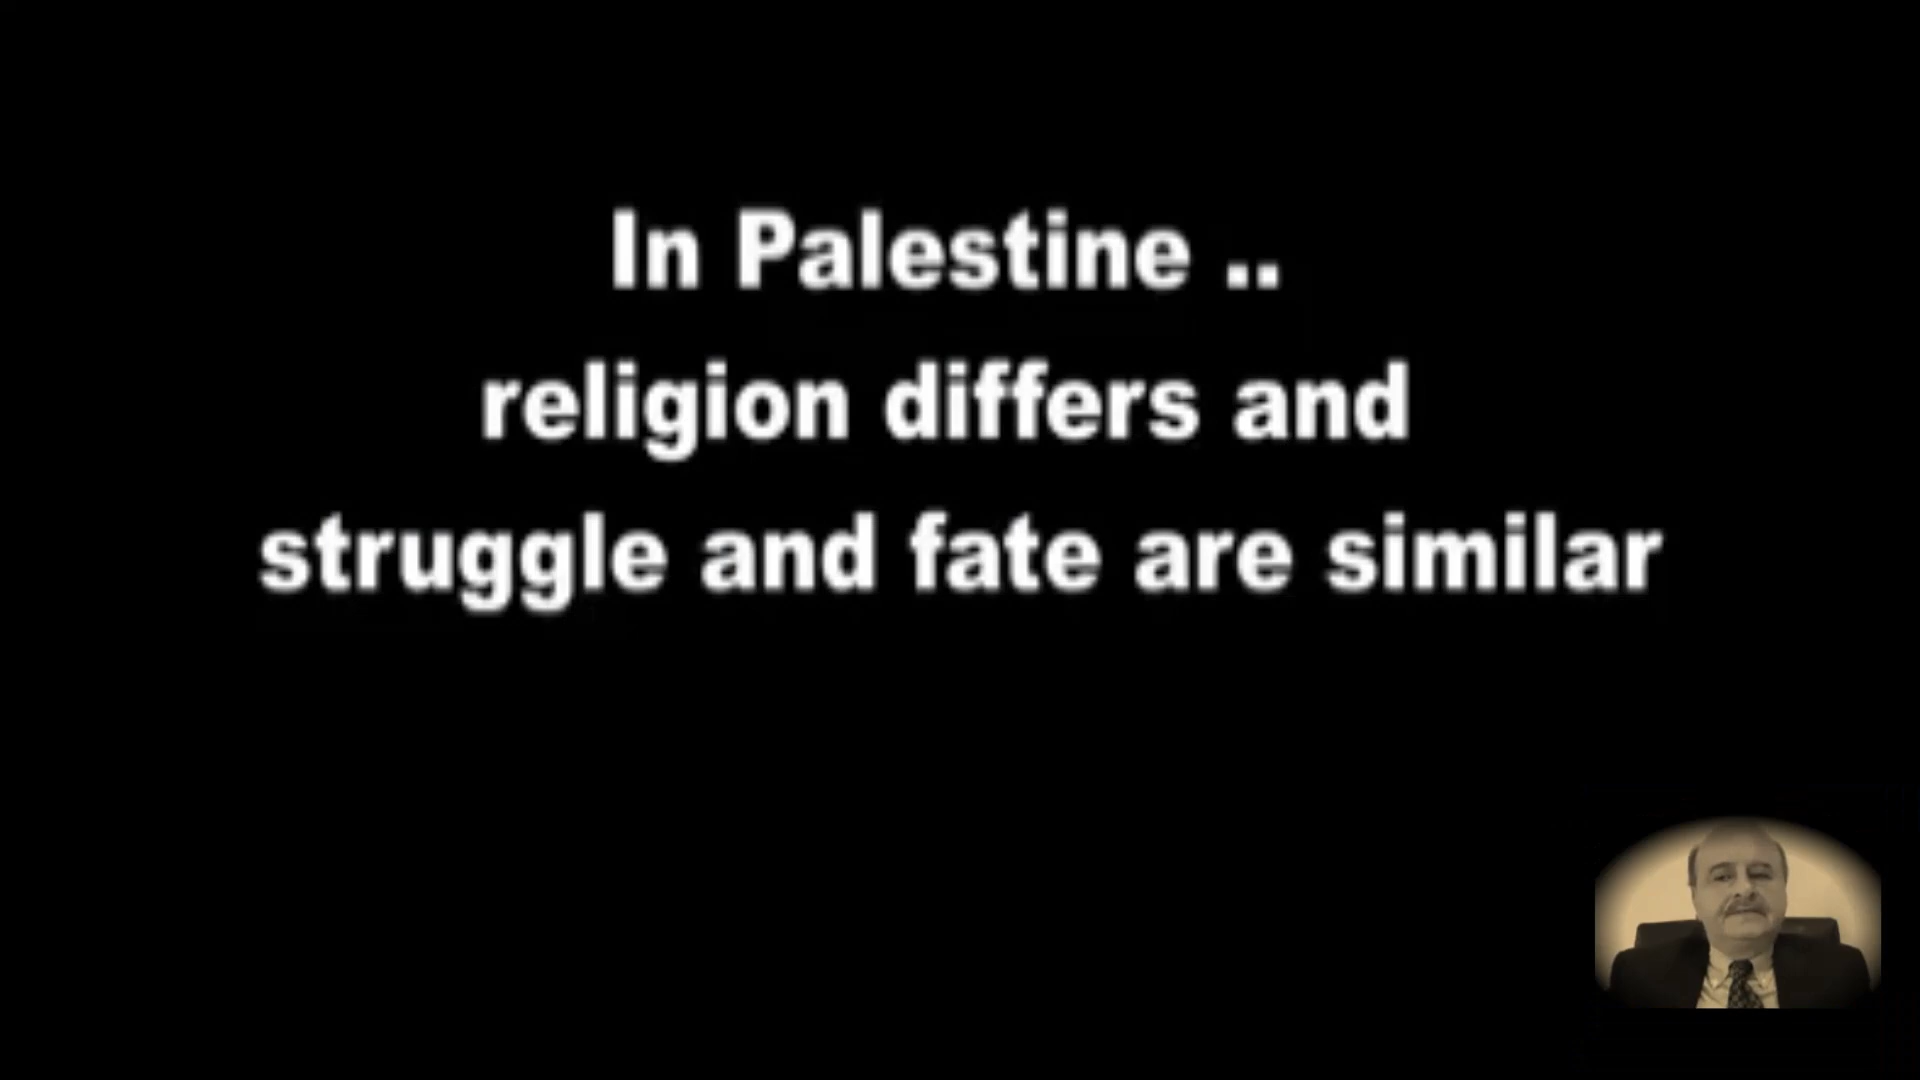 In Palestine ..
religion differs and
struggle and fate are similar